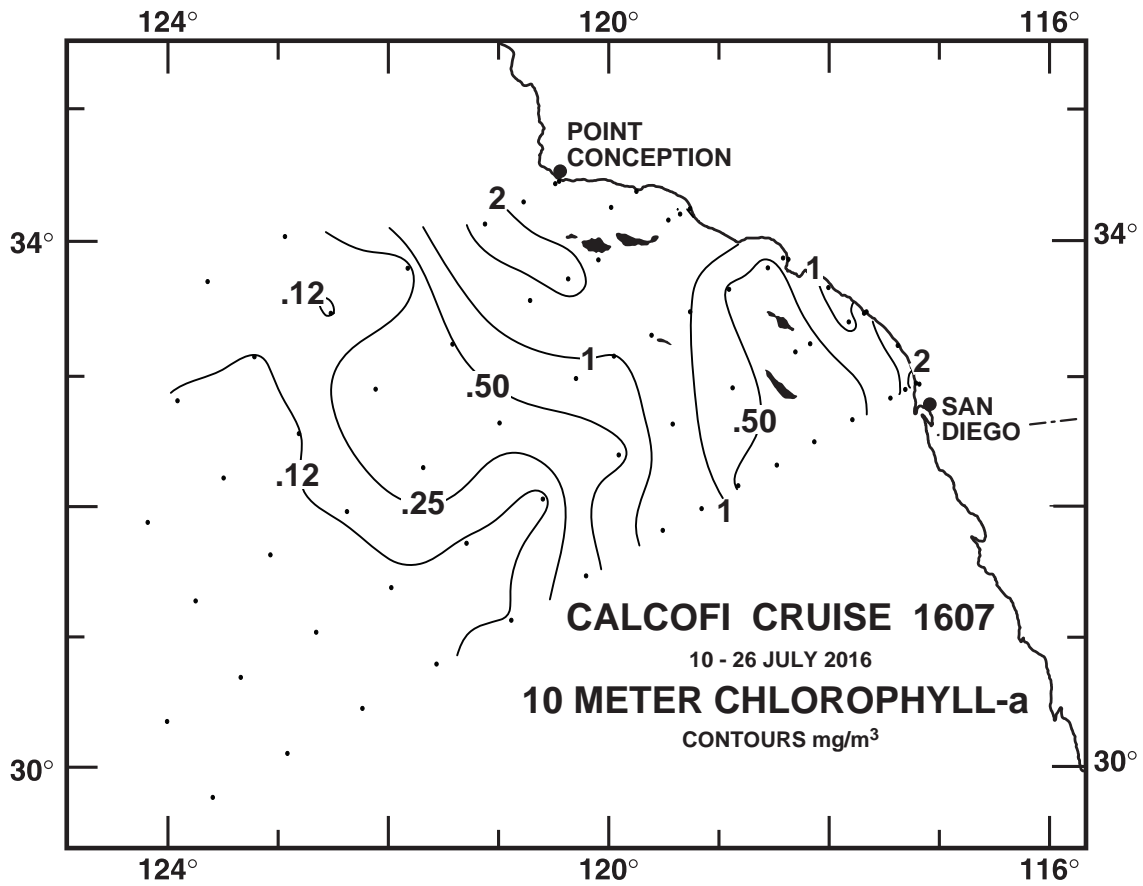 124° 120° 116°
POINT
CONCEPTION
2
34° 34°
1
.12
1 2
.50
SAN
.50
DIEGO
.12
.25
1
CALCOFI CRUISE 1607
10 - 26 JULY 2016
10 METER CHLOROPHYLL-a
CONTOURS mg/m³
30° 30°
124° 120° 116°